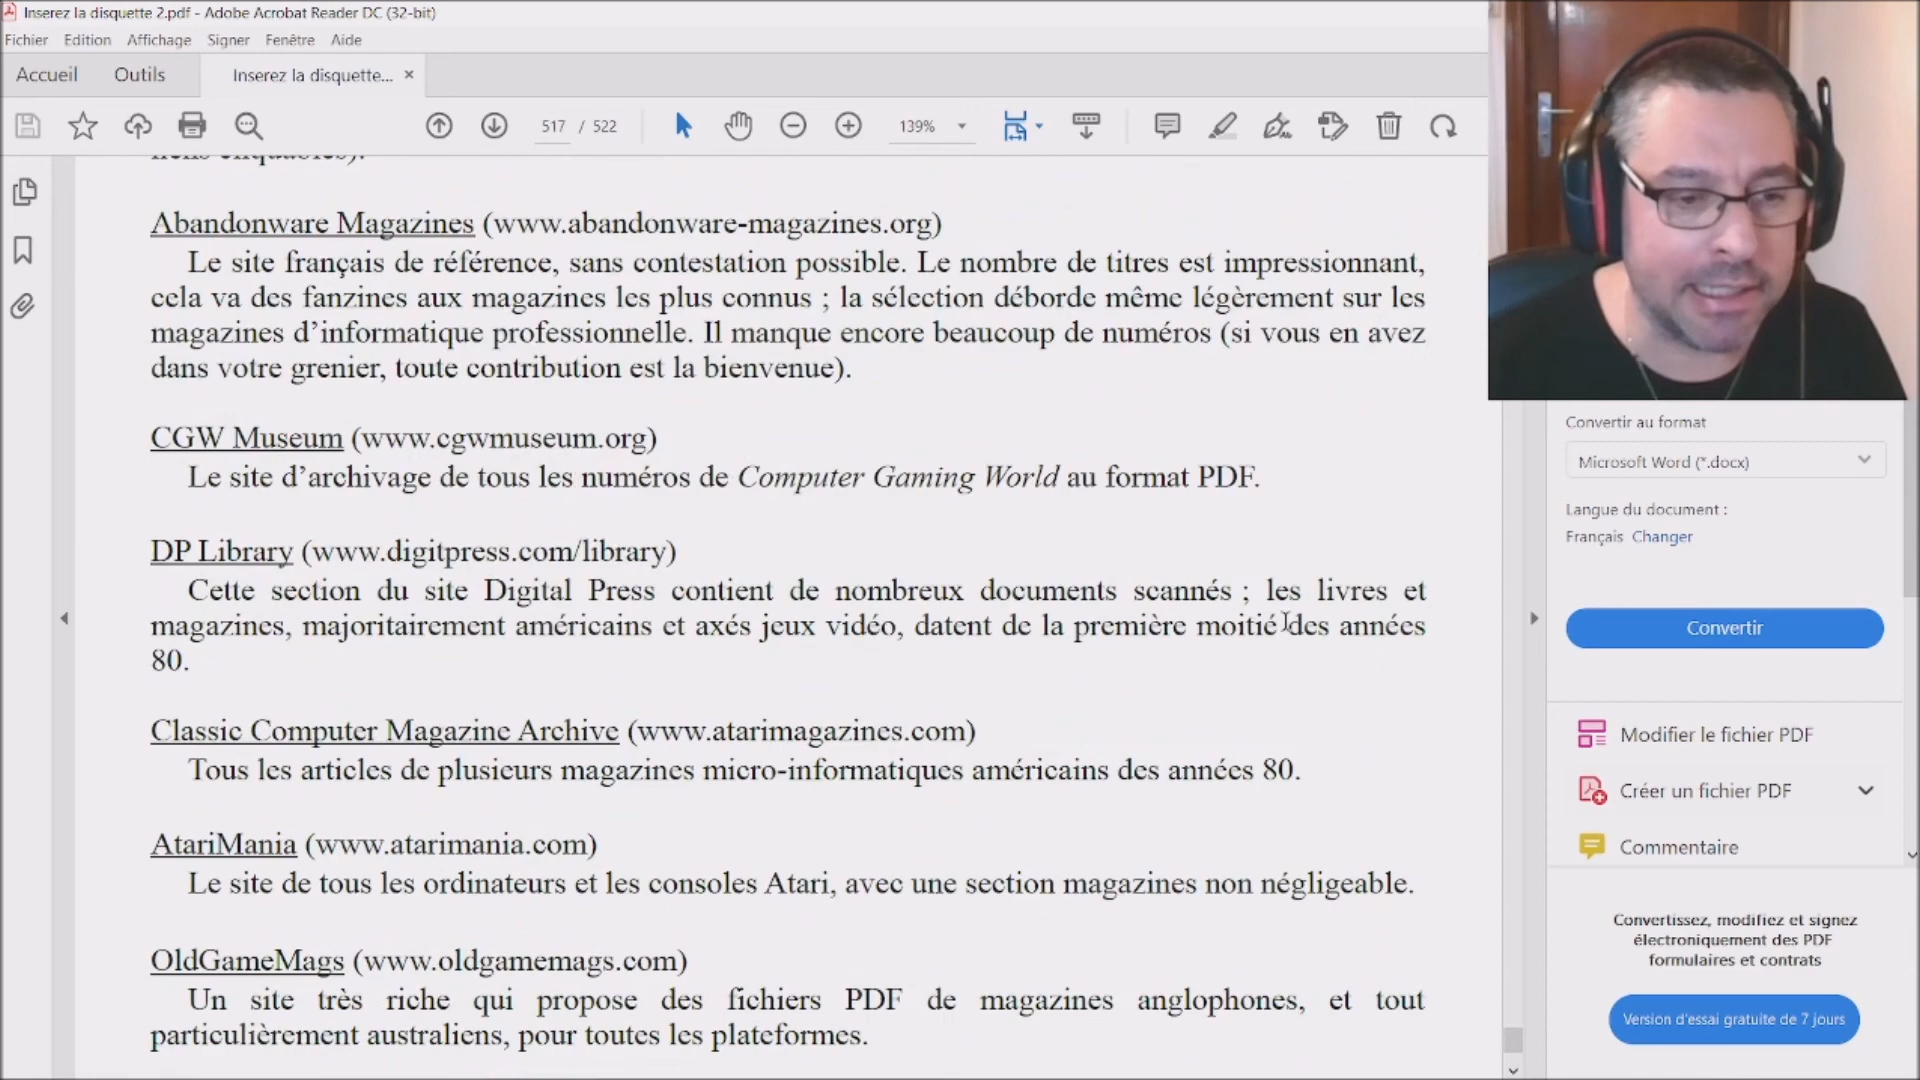 Inserez la disquette 2.pdf - Adobe Acrobat Reader DC (32-bit)
Fichier Edition Affichage Signer Fenêtre Aide
Accueil Outils Inserez la disquette... ×
517 / 522 139%
liens cliquables).
Abandonware Magazines (www.abandonware-magazines.org)
Le site français de référence, sans contestation possible. Le nombre de titres est impressionnant,
cela va des fanzines aux magazines les plus connus ; la sélection déborde même légèrement sur les
magazines d’informatique professionnelle. Il manque encore beaucoup de numéros (si vous en avez
dans votre grenier, toute contribution est la bienvenue).
CGW Museum (www.cgwmuseum.org)
Le site d’archivage de tous les numéros de Computer Gaming World au format PDF.
DP Library (www.digitpress.com/library)
Cette section du site Digital Press contient de nombreux documents scannés ; les livres et
magazines, majoritairement américains et axés jeux vidéo, datent de la première moitié des années
80.
Classic Computer Magazine Archive (www.atarimagazines.com)
Tous les articles de plusieurs magazines micro-informatiques américains des années 80.
AtariMania (www.atarimania.com)
Le site de tous les ordinateurs et les consoles Atari, avec une section magazines non négligeable.
OldGameMags (www.oldgamemags.com)
Un site très riche qui propose des fichiers PDF de magazines anglophones, et tout
particulièrement australiens, pour toutes les plateformes.
Convertir au format
Microsoft Word (*.docx)
Langue du document :
Français Changer
Convertir
Modifier le fichier PDF
Créer un fichier PDF
Commentaire
Convertissez, modifiez et signez
électroniquement des PDF
formulaires et contrats
Version d'essai gratuite de 7 jours